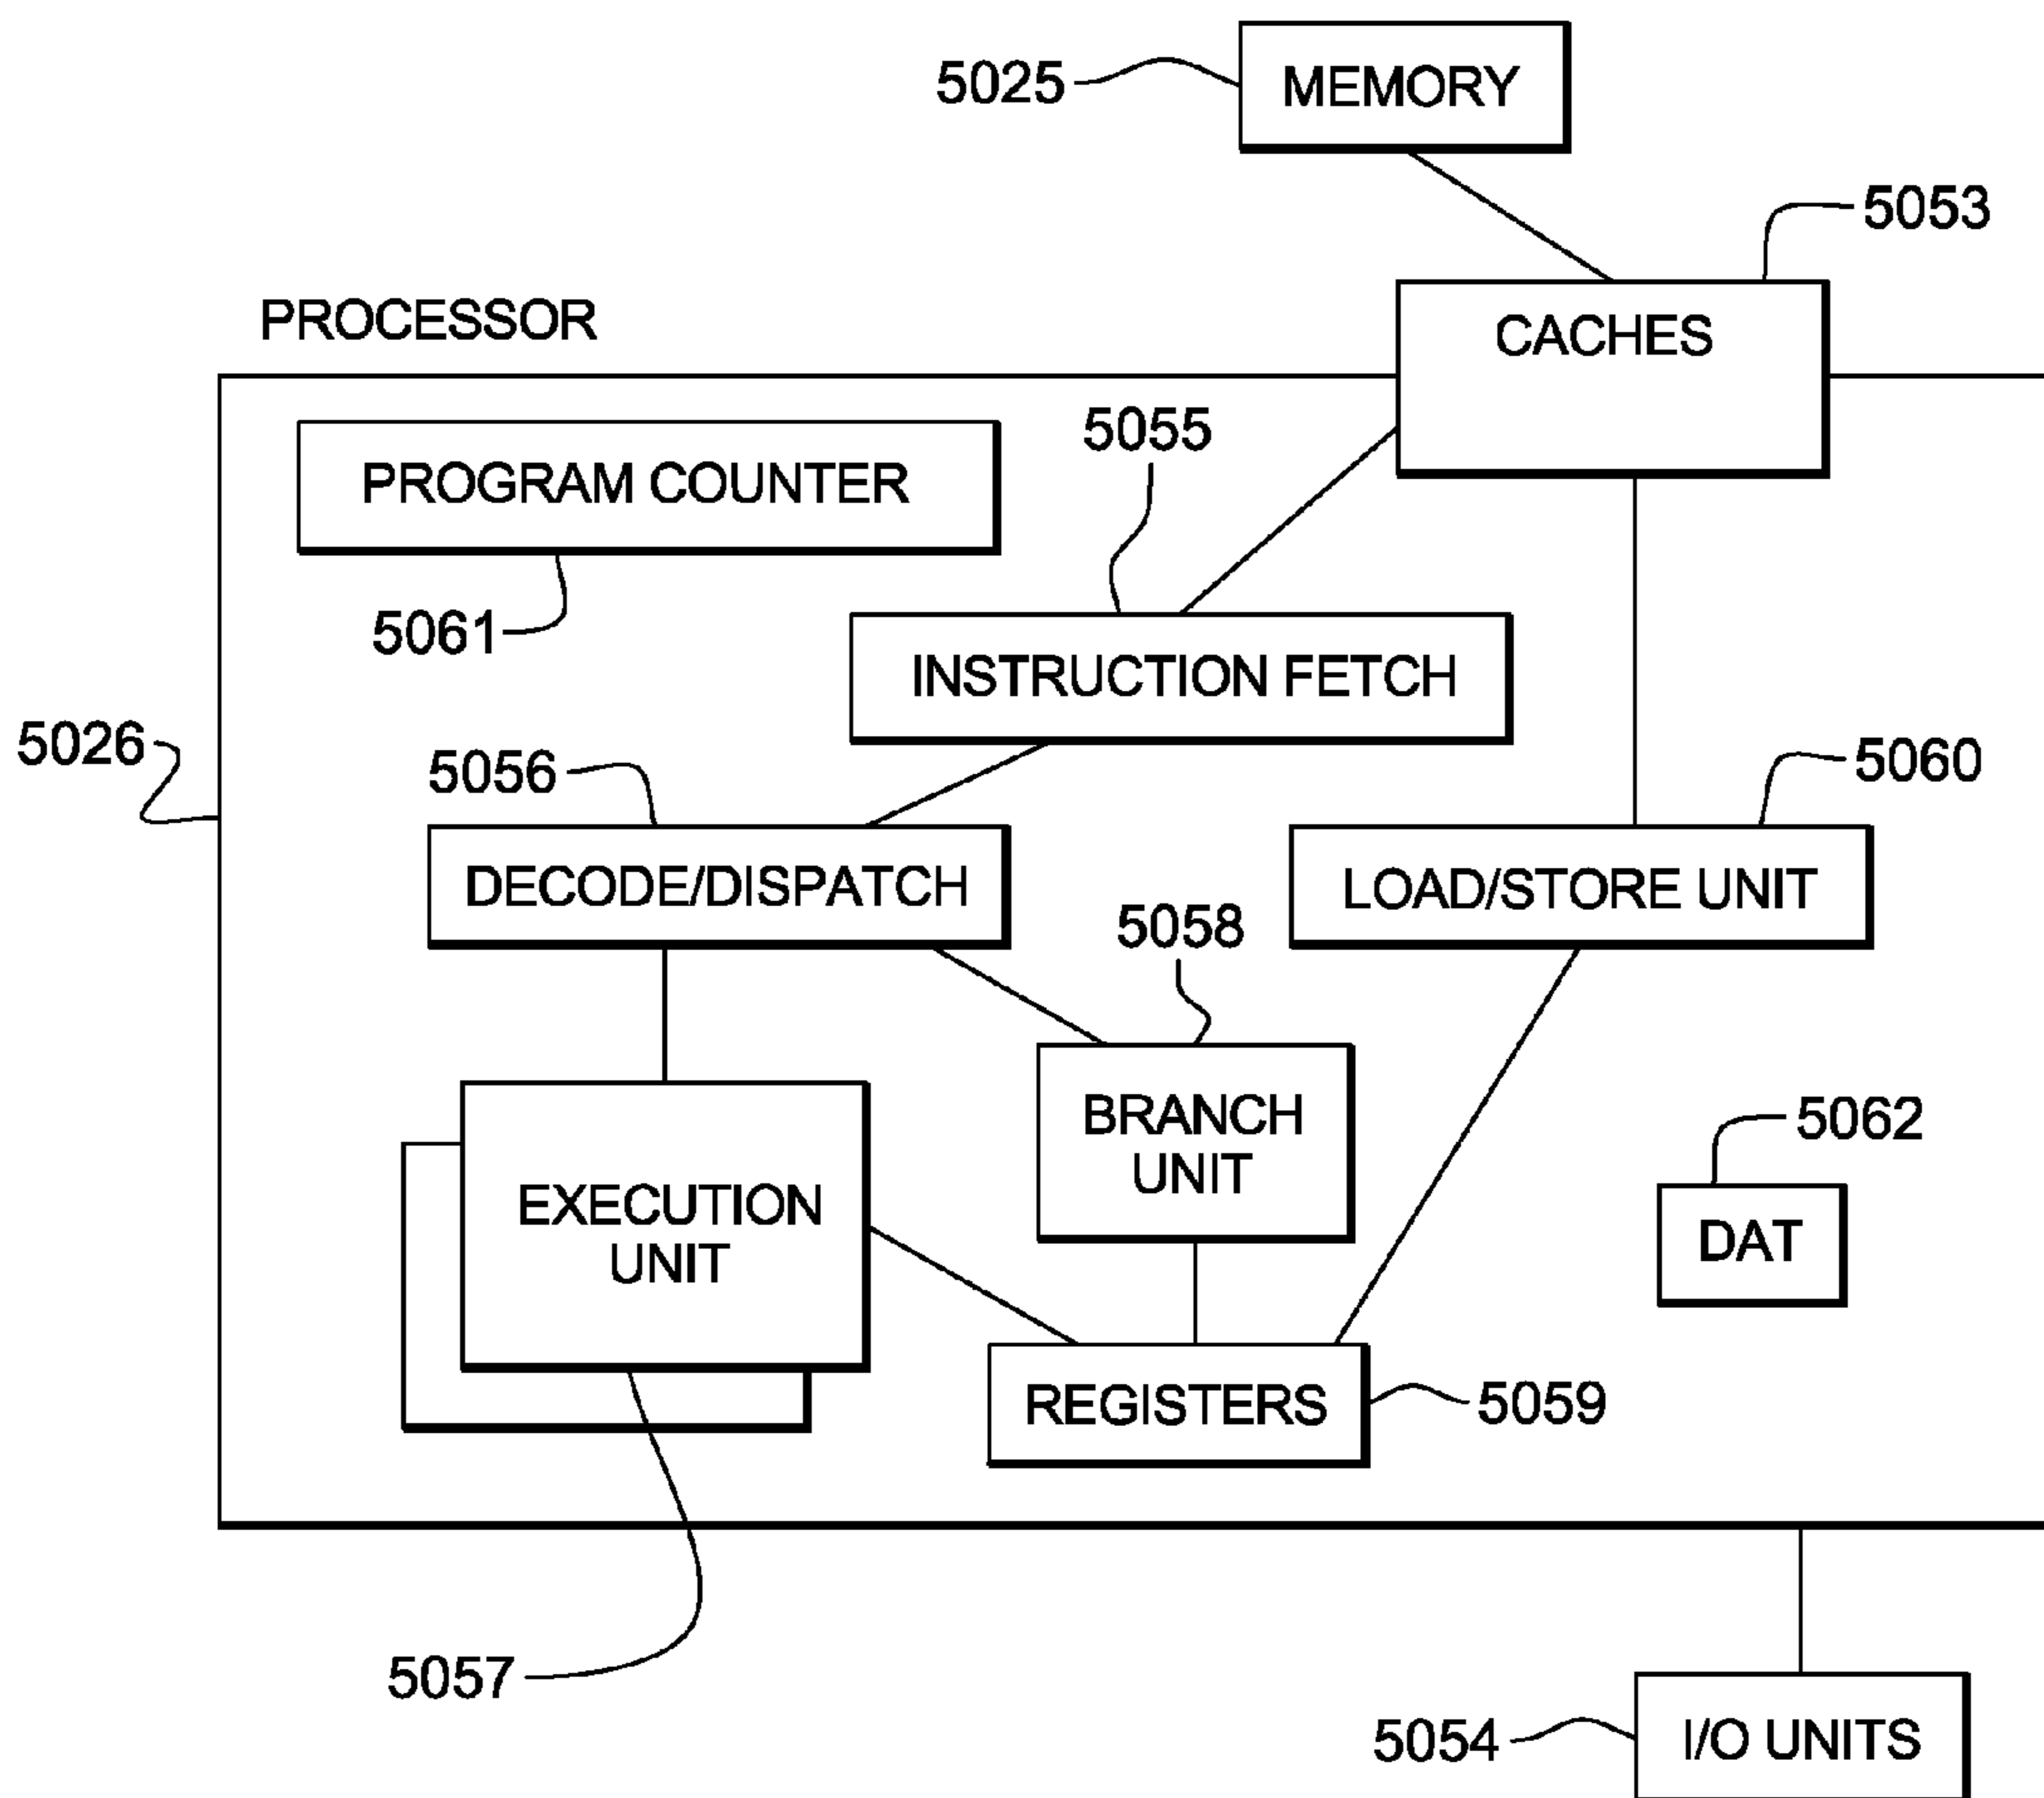 MEMORY
5025
5053
CACHES
PROCESSOR
5055
PROGRAM COUNTER
5061
INSTRUCTION FETCH
5026
5056
5060
DECODE/DISPATCH
LOAD/STORE UNIT
5058
BRANCH
UNIT
5062
EXECUTION
UNIT
DAT
REGISTERS
5059
5057
5054
I/O UNITS